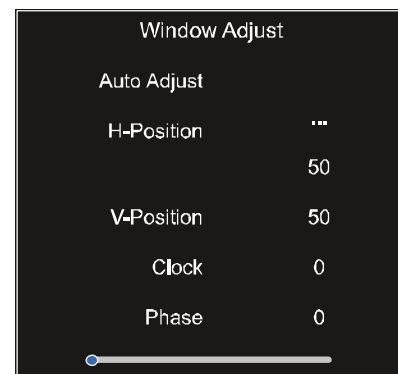 Window Adjust
Auto Adjust
H-Position ...
50
V-Position 50
Clock 0
Phase 0